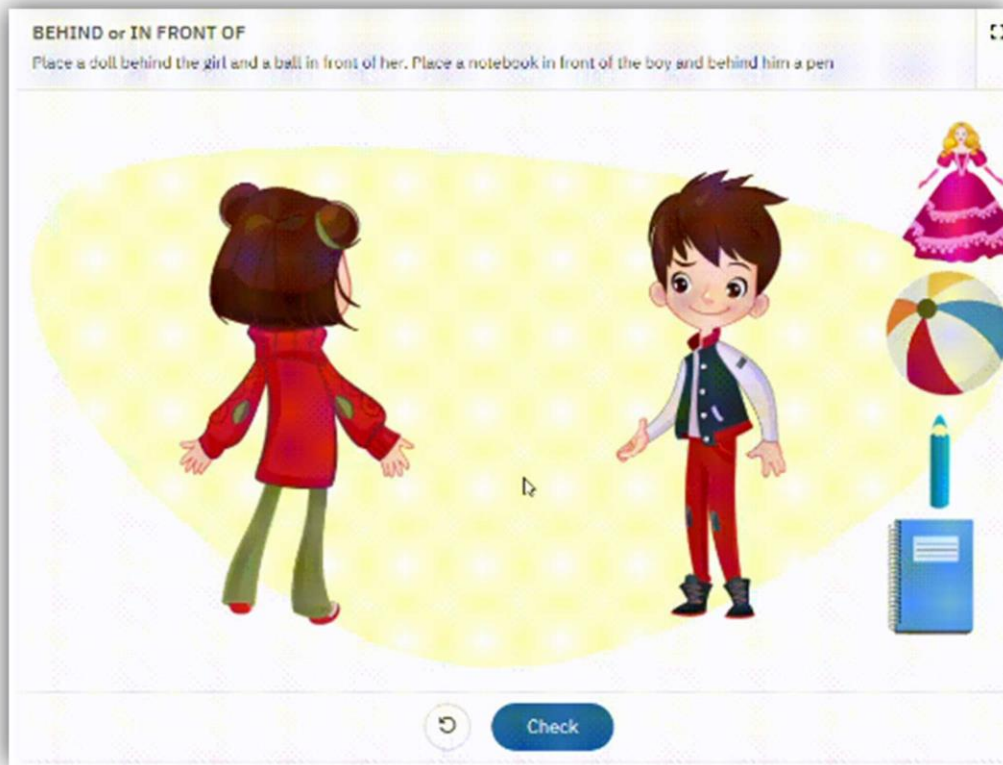 BEHIND or IN FRONT OF
Place a doll behind the girl and a ball in front of her. Place a notebook in front of the boy and behind him a pen
Check